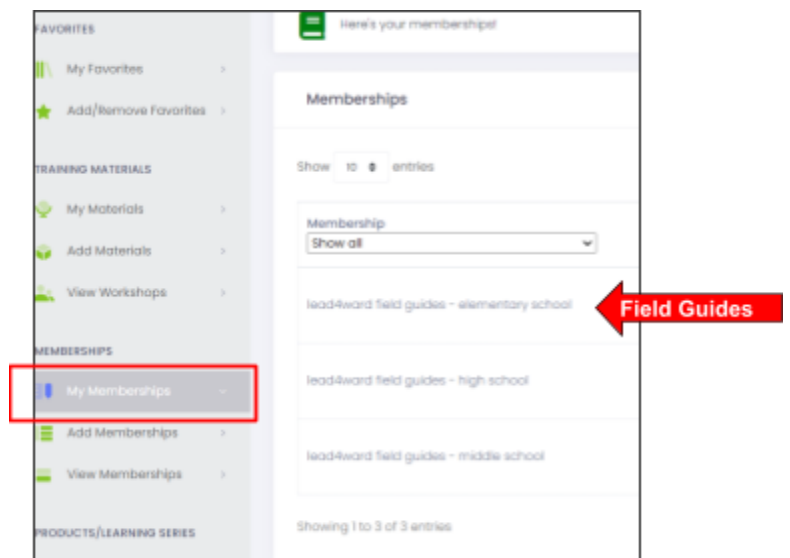 FAVORITES
My Favorites
Add/Remove Favorites
TRAINING MATERIALS
My Materials
Add Materials
View Workshops
MEMBERSHIPS
My Memberships
Add Memberships
View Memberships
PRODUCTS/LEARNING SERIES
Here's your memberships!
Memberships
Show 10 entries
Membership
Show all
lead4ward field guides - elementary school
Field Guides
lead4ward field guides - high school
lead4ward field guides - middle school
Showing 1 to 3 of 3 entries